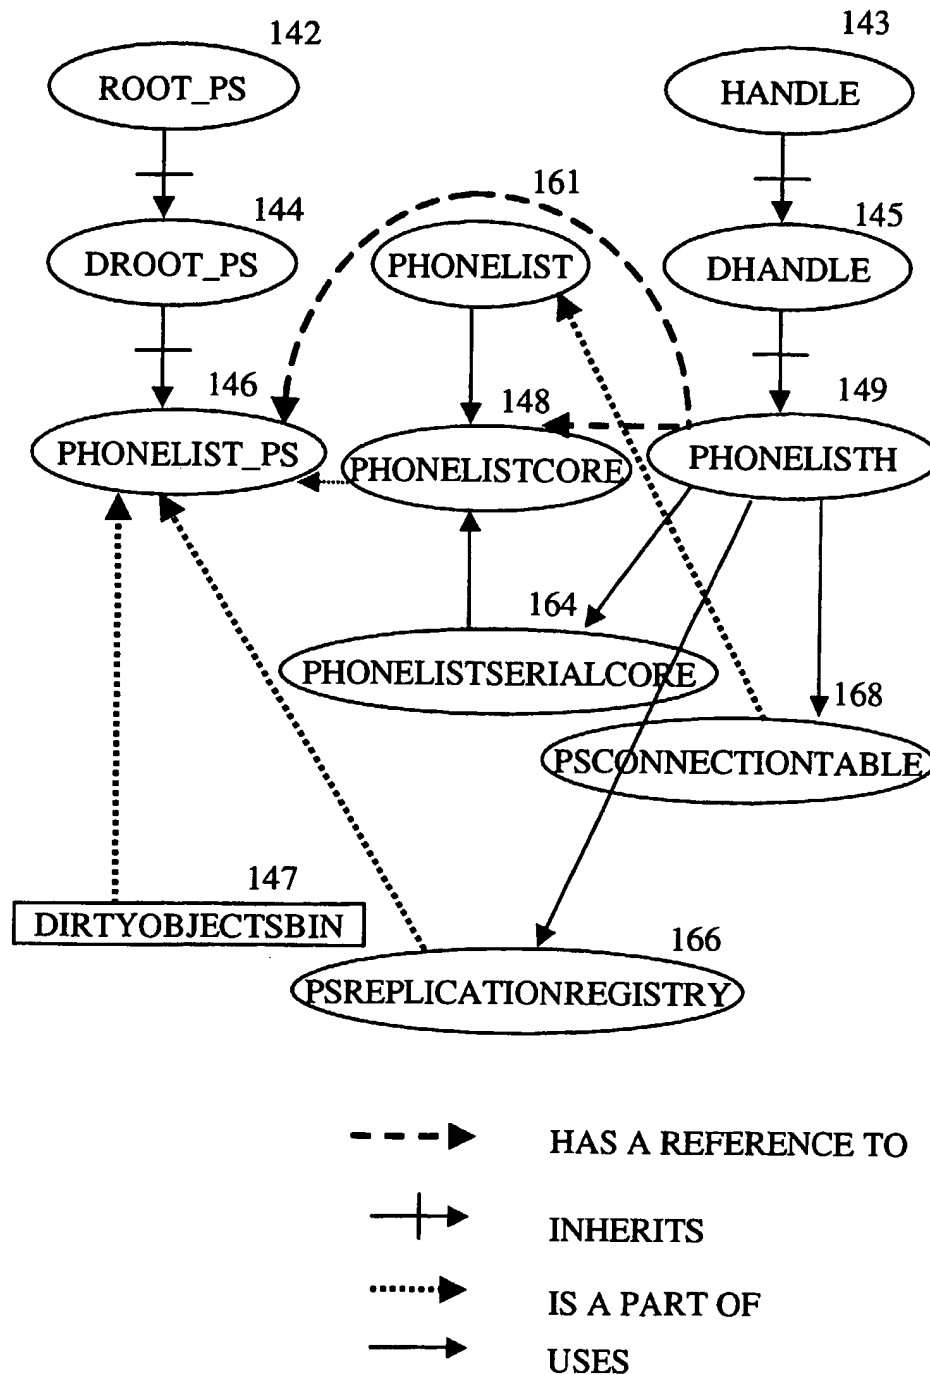 142
143
ROOT_PS
HANDLE
161
144
145
DROOT_PS
PHONELIST
DHANDLE
146
148
149
PHONELIST_PS
PHONELISTCORE
PHONELISTH
164
PHONELISTSERIALCORE
168
PSCONNECTIONTABLE
147
DIRTYOBJECTSBIN
166
PSREPLICATIONREGISTRY
HAS A REFERENCE TO
INHERITS
IS A PART OF
USES